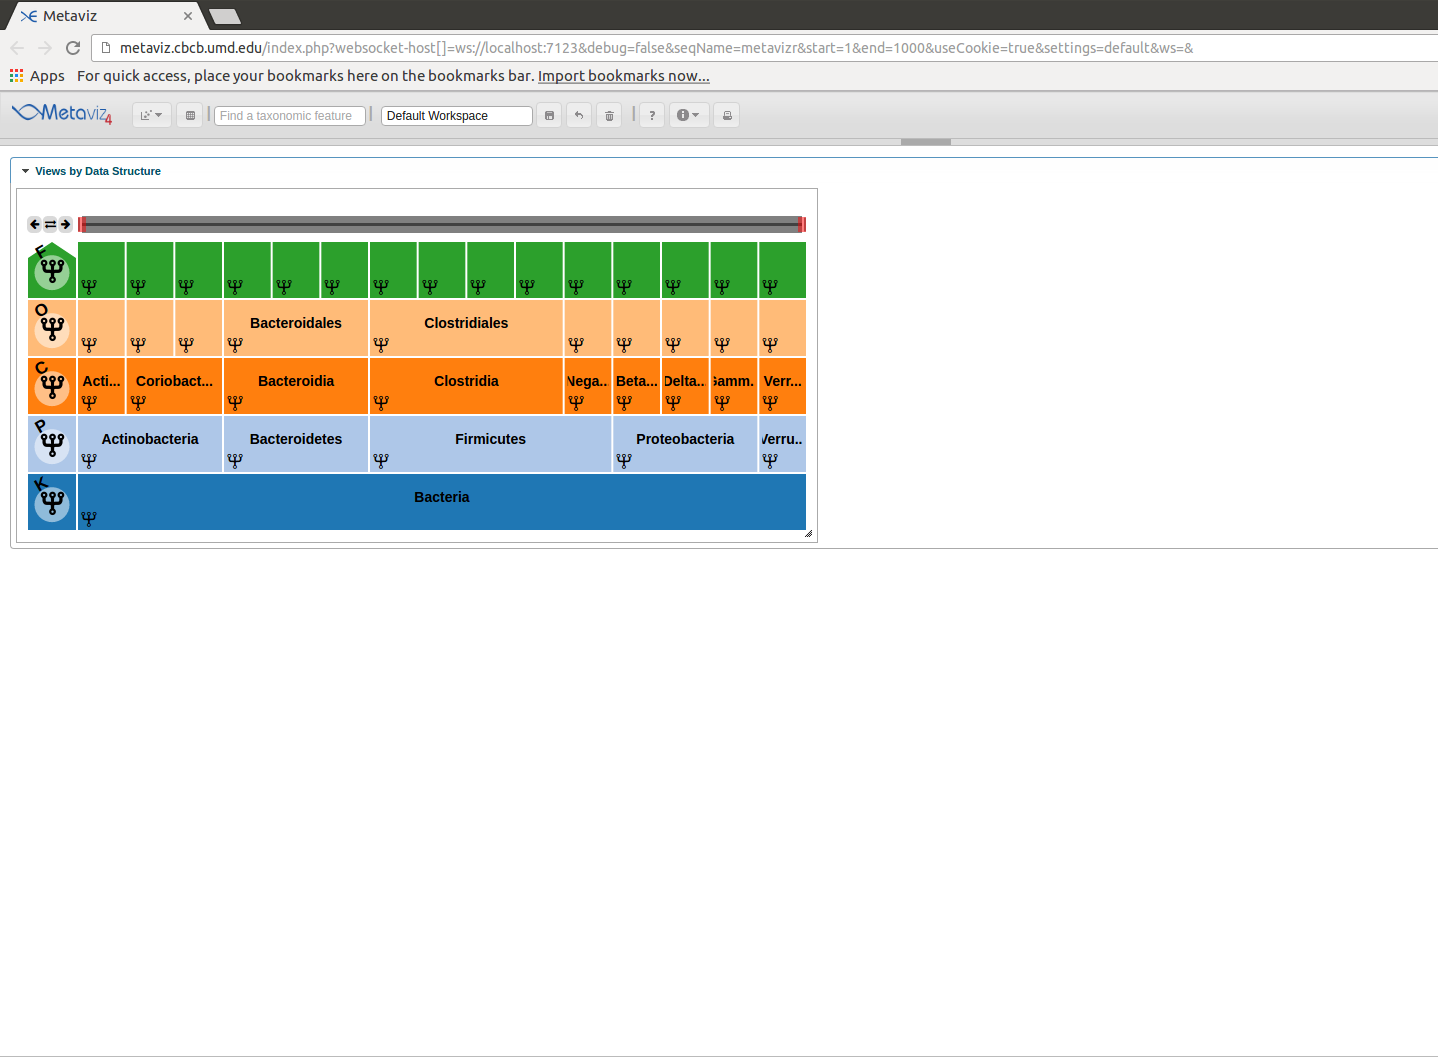 Metaviz
metaviz.cbcb.umd.edu/index.php?websocket-host[]=ws://localhost:7123&debug=false&seqName=metavizr&start=1&end=1000&useCookie=true&settings=default&ws=&
Apps For quick access, place your bookmarks here on the bookmarks bar. Import bookmarks now...
Metaviz4 Find a taxonomic feature Default Workspace ?
Views by Data Structure
F
O Bacteroidales Clostridiales
C Acti... Coriobact... Bacteroidia Clostridia Nega... Beta... Delta... Gamm. Verr...
P Actinobacteria Bacteroidetes Firmicutes Proteobacteria Verru..
K Bacteria